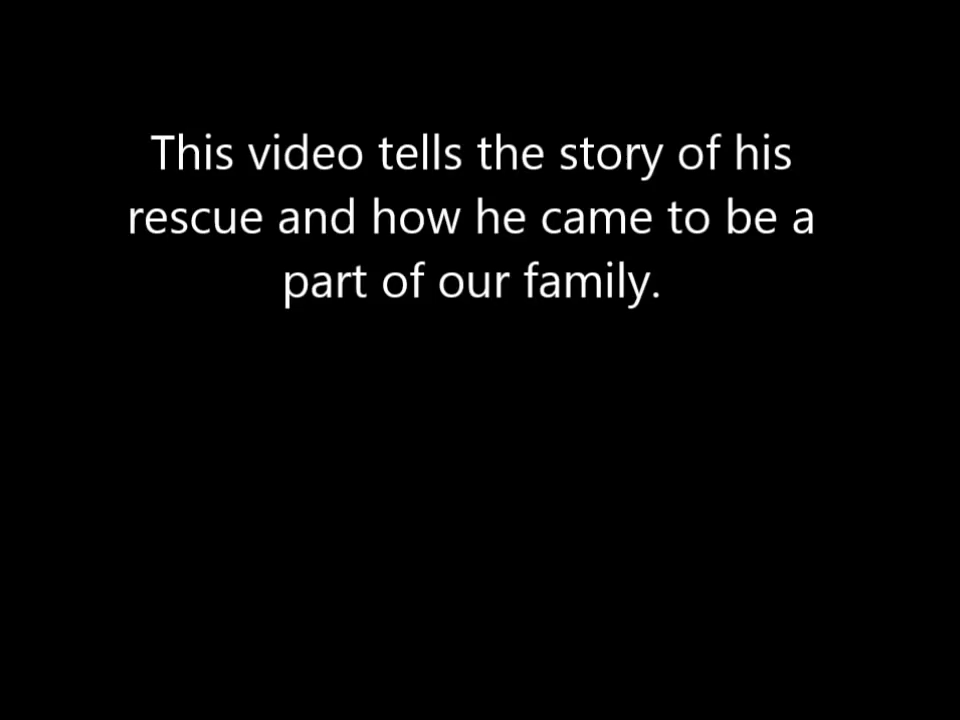 This video tells the story of his
rescue and how he came to be a
part of our family.